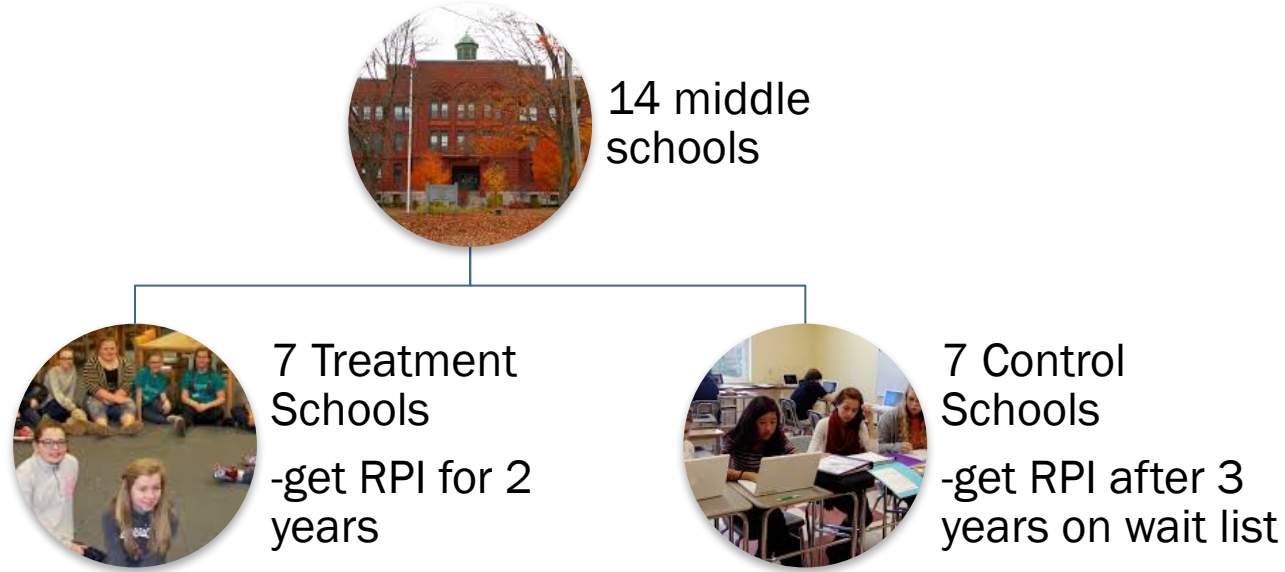 14 middle
schools
7 Treatment
Schools
-get RPI for 2
years
7 Control
Schools
-get RPI after 3
years on wait list